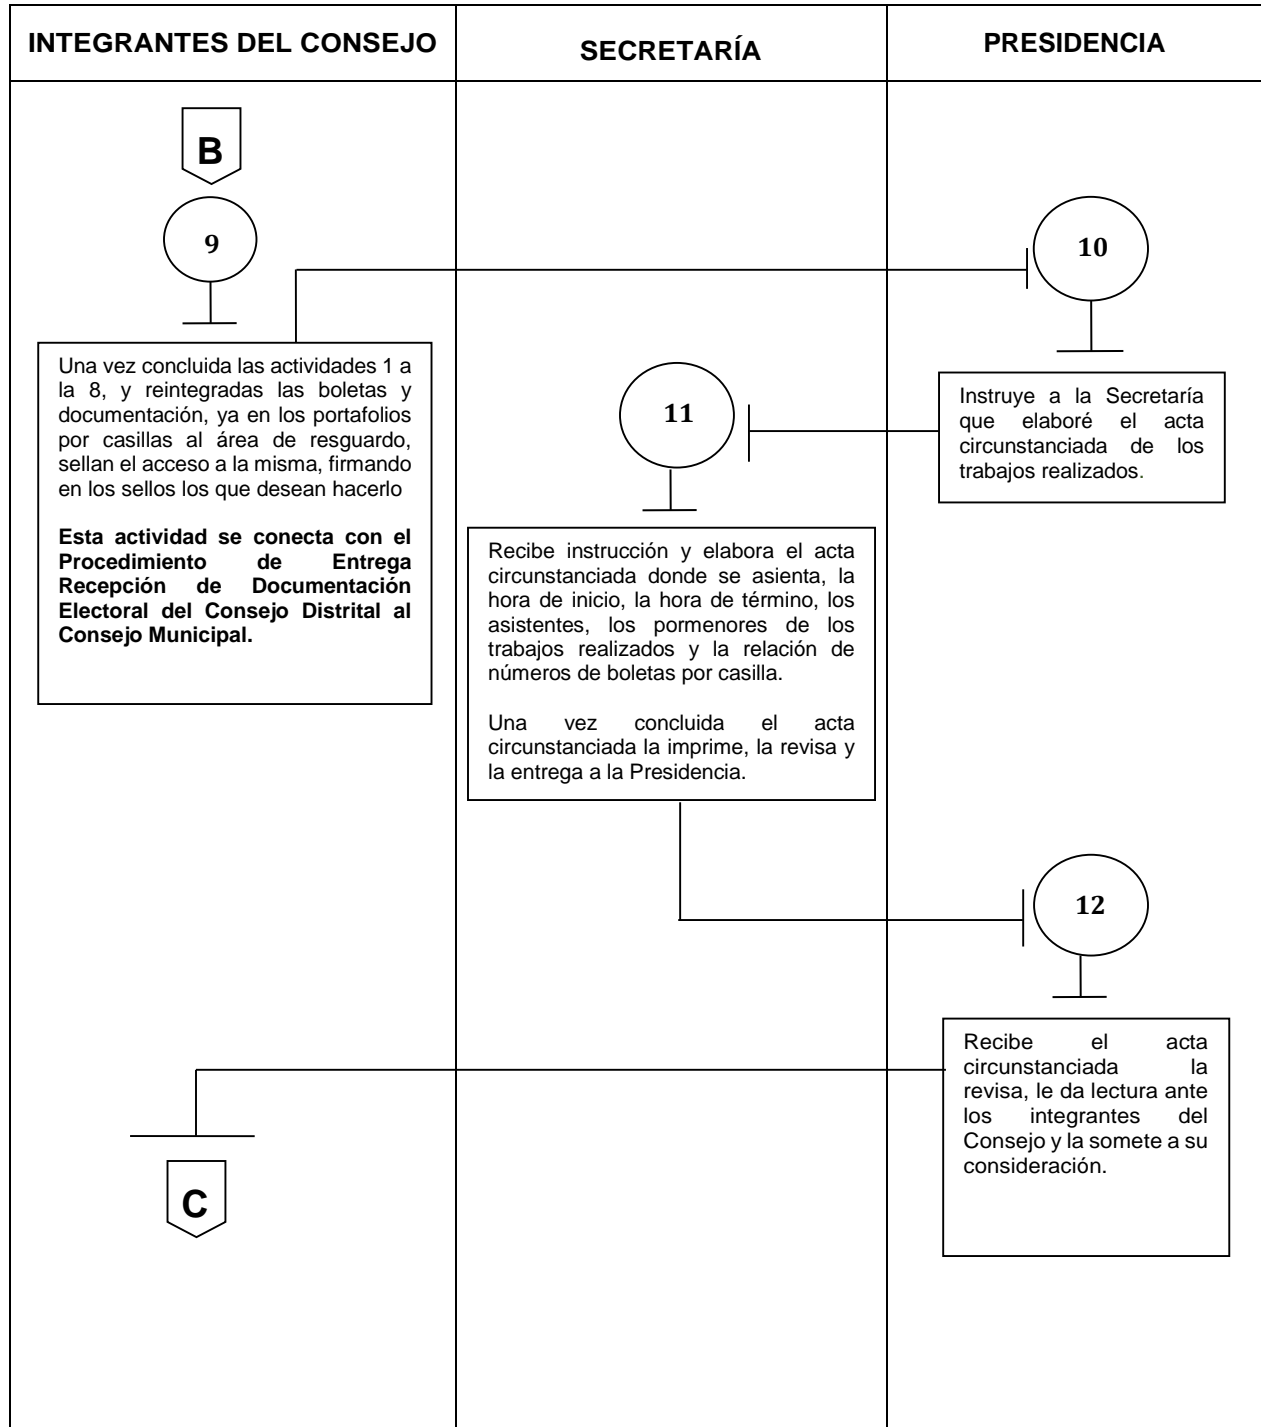 INTEGRANTES DEL CONSEJO
SECRETARÍA
PRESIDENCIA
B
9
Una vez concluida las actividades 1 a
la 8, y reintegradas las boletas y
documentación, ya en los portafolios
por casillas al área de resguardo,
sellan el acceso a la misma, firmando
en los sellos los que desean hacerlo
Esta actividad se conecta con el
Procedimiento de Entrega
Recepción de Documentación
Electoral del Consejo Distrital al
Consejo Municipal.
10
Instruye a la Secretaría
que elaboré el acta
circunstanciada de los
trabajos realizados.
11
Recibe instrucción y elabora el acta
circunstanciada donde se asienta, la
hora de inicio, la hora de término, los
asistentes, los pormenores de los
trabajos realizados y la relación de
números de boletas por casilla.
Una vez concluida el acta
circunstanciada la imprime, la revisa y
la entrega a la Presidencia.
12
Recibe el acta
circunstanciada la
revisa, le da lectura ante
los integrantes del
Consejo y la somete a su
consideración.
C